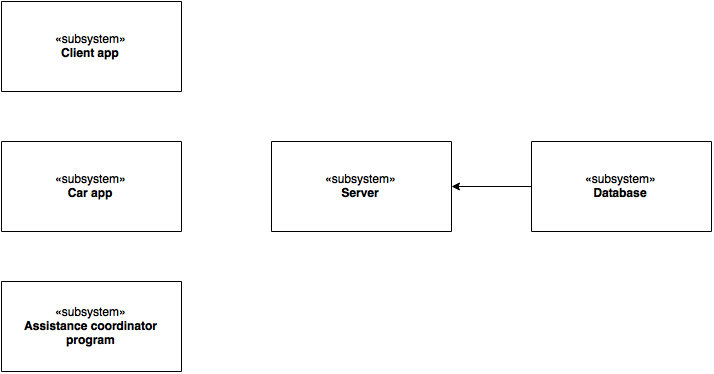 «subsystem»
Client app
«subsystem»
Car app
«subsystem»
Server
«subsystem»
Database
«subsystem»
Assistance coordinator
program